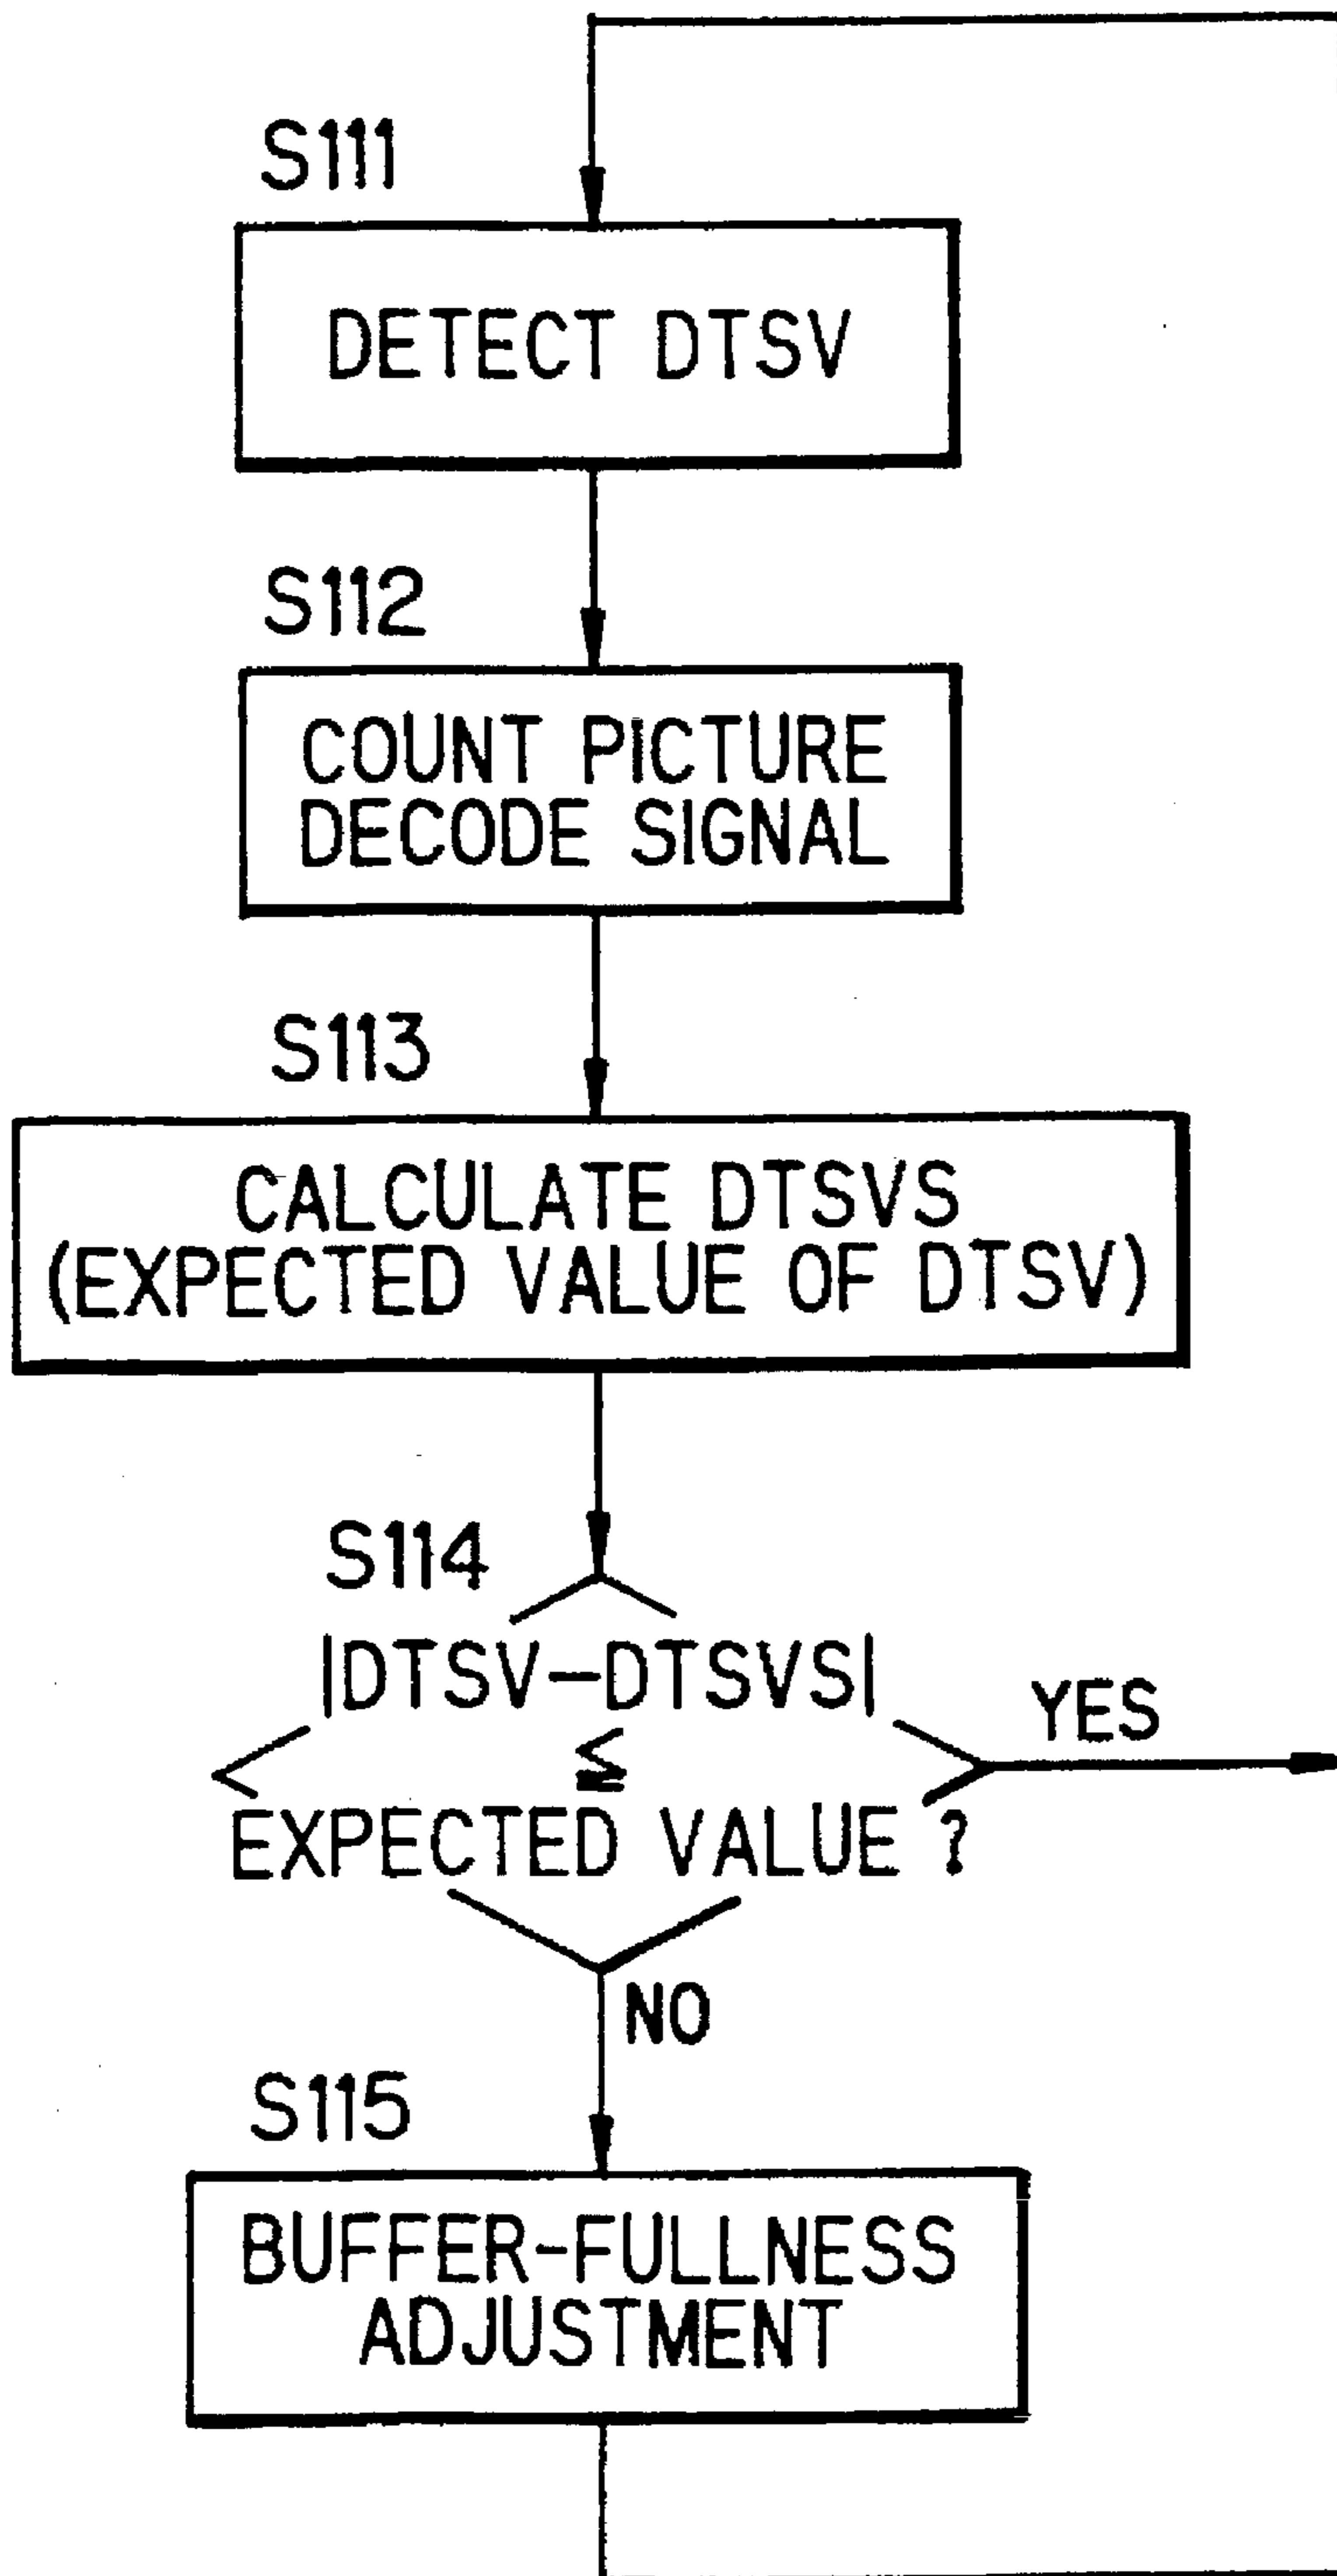 S111
DETECT DTSV
S112
COUNT PICTURE
DECODE SIGNAL
S113
CALCULATE DTSVS
(EXPECTED VALUE OF DTSV)
S114
|DTSV-DTSVS|
≦
EXPECTED VALUE ?
YES
NO
S115
BUFFER-FULLNESS
ADJUSTMENT